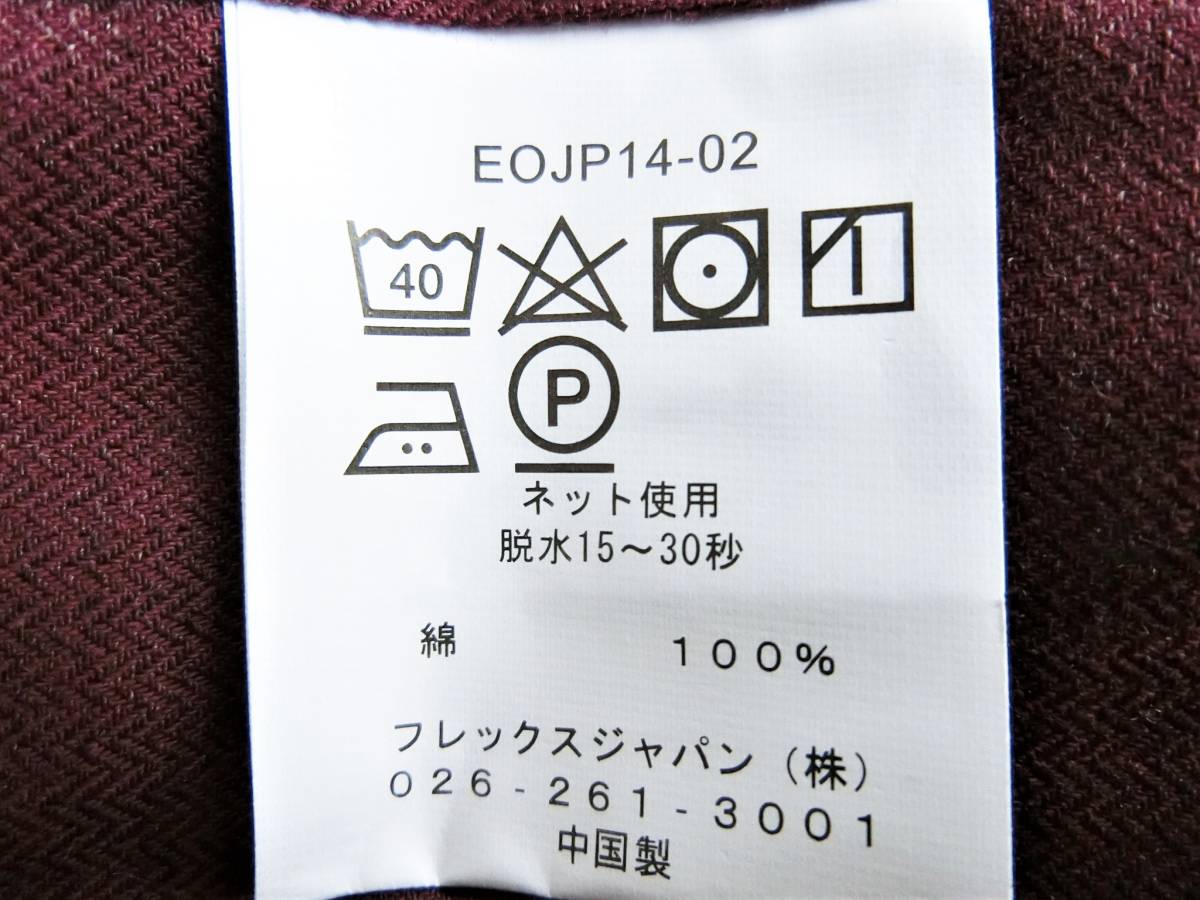 EOJP14-02
40
P
ネット使用
脱水15～30秒
綿 １００％
フレックスジャパン（株）
０２６－２６１－３００１
中国製